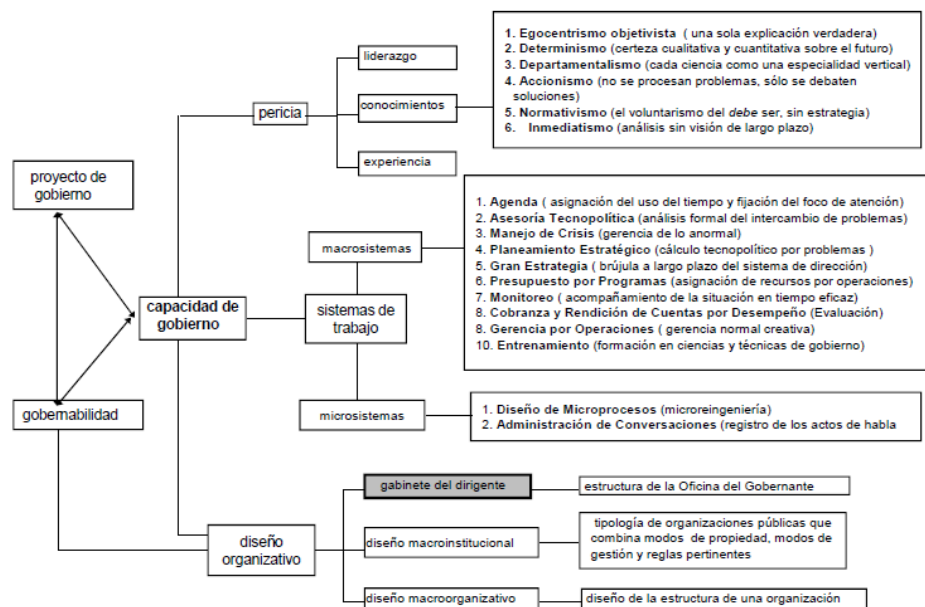 1. Egocentrismo objetivista ( una sola explicación verdadera)
2. Determinismo (certeza cualitativa y cuantitativa sobre el futuro)
3. Departamentalismo (cada ciencia como una especialidad vertical)
4. Accionismo (no se procesan problemas, sólo se debaten
soluciones)
5. Normativismo (el voluntarismo del debe ser, sin estrategia)
6. Inmediatismo (análisis sin visión de largo plazo)
liderazgo
pericia
conocimientos
experiencia
proyecto de
gobierno
1. Agenda ( asignación del uso del tiempo y fijación del foco de atención)
2. Asesoría Tecnopolítica (análisis formal del intercambio de problemas)
3. Manejo de Crisis (gerencia de lo anormal)
4. Planeamiento Estratégico (cálculo tecnopolítico por problemas )
5. Gran Estrategia ( brújula a largo plazo del sistema de dirección)
6. Presupuesto por Programas (asignación de recursos por operaciones)
7. Monitoreo ( acompañamiento de la situación en tiempo eficaz)
8. Cobranza y Rendición de Cuentas por Desempeño (Evaluación)
8. Gerencia por Operaciones ( gerencia normal creativa)
10. Entrenamiento (formación en ciencias y técnicas de gobierno)
macrosistemas
capacidad de
gobierno
sistemas de
trabajo
gobernabilidad
microsistemas
1. Diseño de Microprocesos (microreingeniería)
2. Administración de Conversaciones (registro de los actos de habla
gabinete del dirigente
estructura de la Oficina del Gobernante
diseño
organizativo
diseño macroinstitucional
tipología de organizaciones públicas que
combina modos de propiedad, modos de
gestión y reglas pertinentes
diseño macroorganizativo
diseño de la estructura de una organización